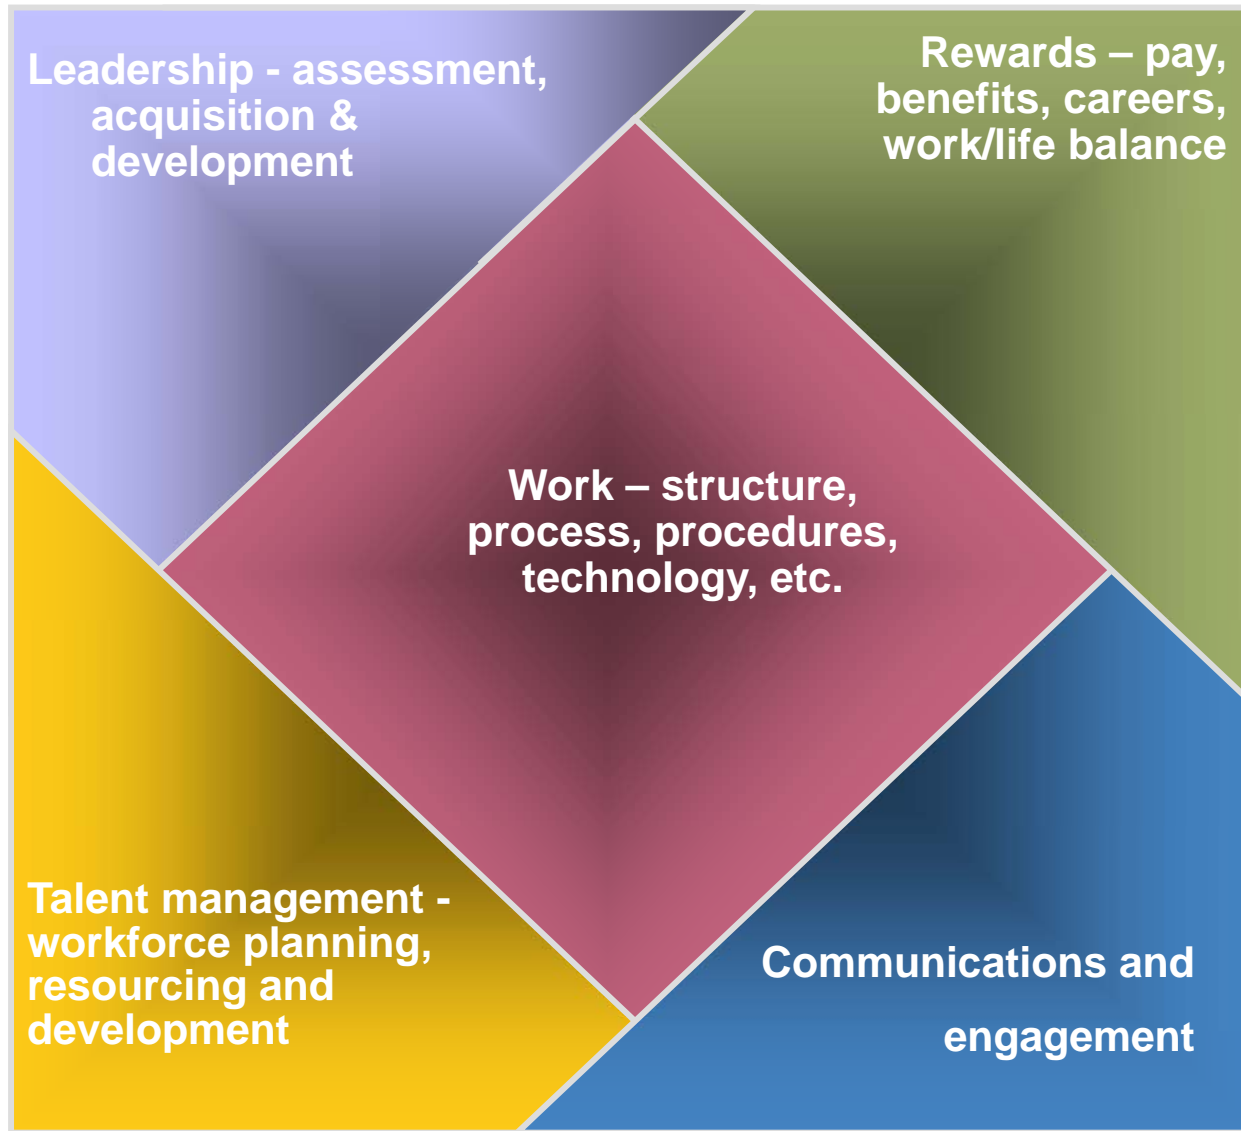 Leadership - assessment,
acquisition &
development
Rewards – pay,
benefits, careers,
work/life balance
Work – structure,
process, procedures,
technology, etc.
Talent management -
workforce planning,
resourcing and
development
Communications and
engagement